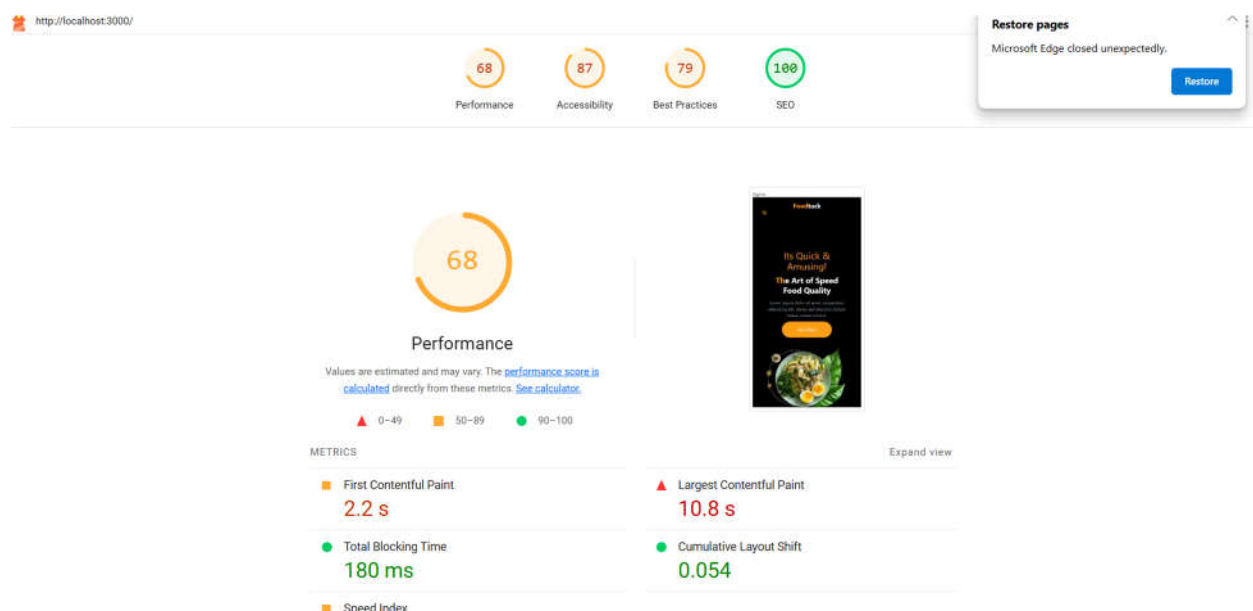 http://localhost:3000/
Restore pages
Microsoft Edge closed unexpectedly.
Restore
68
87
79
100
Performance
Accessibility
Best Practices
SEO
68
Performance
Values are estimated and may vary. The performance score is
calculated directly from these metrics. See calculator.
0–49
50–89
90–100
Foodtuck
Its Quick &
Amusing!
The Art of Speed
Food Quality
METRICS
Expand view
First Contentful Paint
2.2 s
Largest Contentful Paint
10.8 s
Total Blocking Time
180 ms
Cumulative Layout Shift
0.054
Speed Index